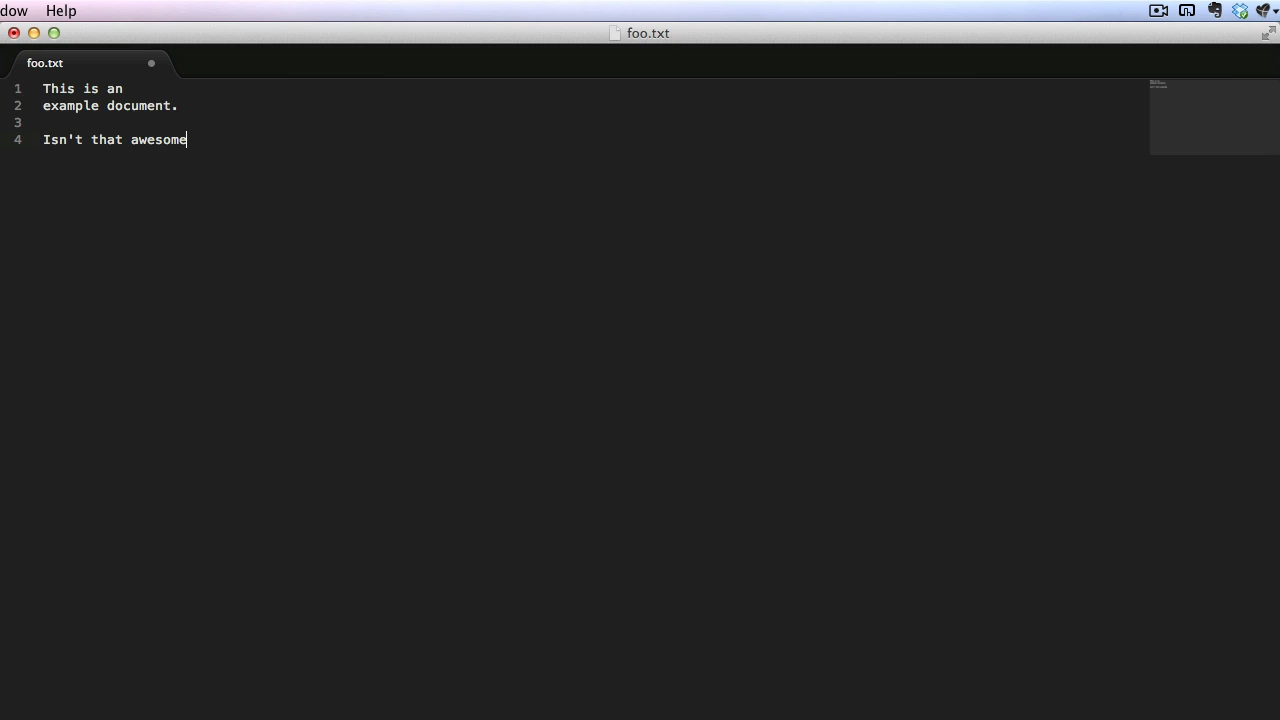 dow Help
foo.txt
foo.txt
1 This is an
2 example document.
3
4 Isn't that awesome